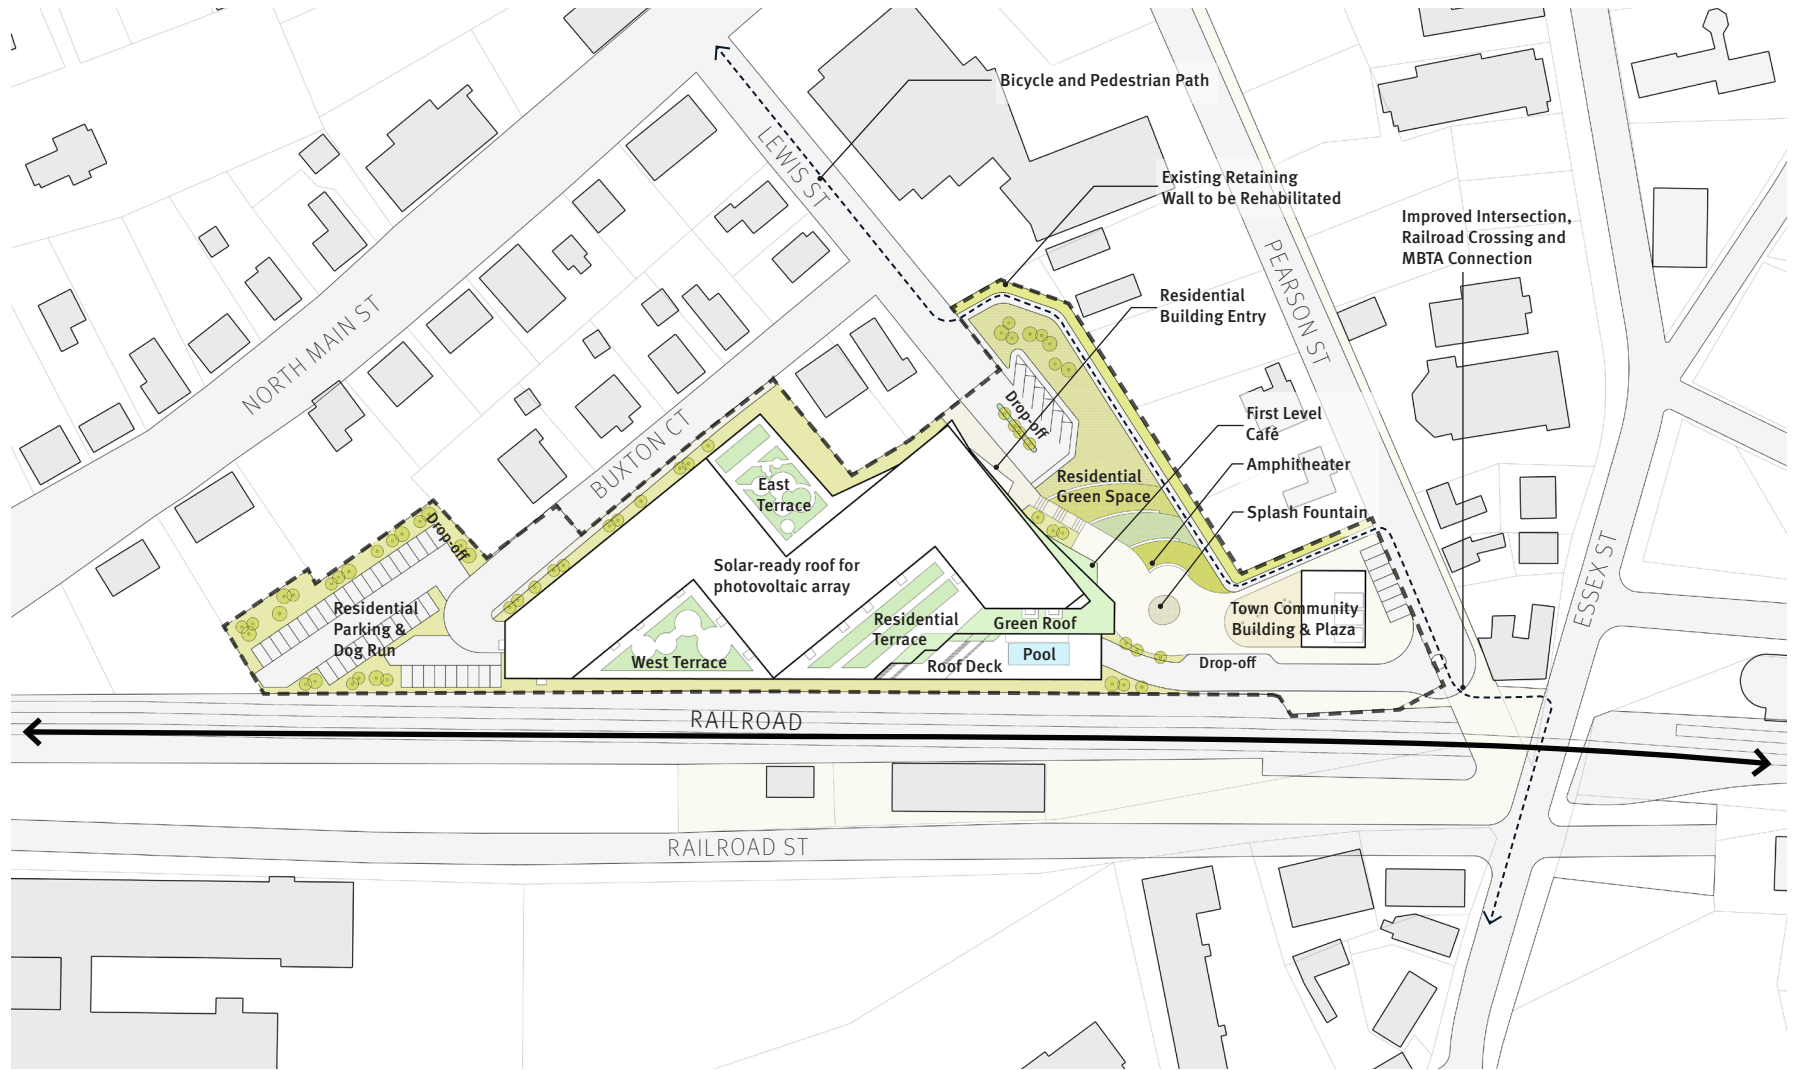 Bicycle and Pedestrian Path
LEWIS ST
Existing Retaining
Wall to be Rehabilitated
Improved Intersection,
Railroad Crossing and
MBTA Connection
PEARSON ST
Residential
Building Entry
NORTH MAIN ST
Drop-off
First Level
Café
BUXTON CT
Amphitheater
Residential
Green Space
East
Terrace
Splash Fountain
Drop-off
ESSEX ST
Solar-ready roof for
photovoltaic array
Residential
Parking &
Dog Run
Residential
Terrace
Green Roof
Town Community
Building & Plaza
West Terrace
Roof Deck
Pool
Drop-off
RAILROAD
RAILROAD ST